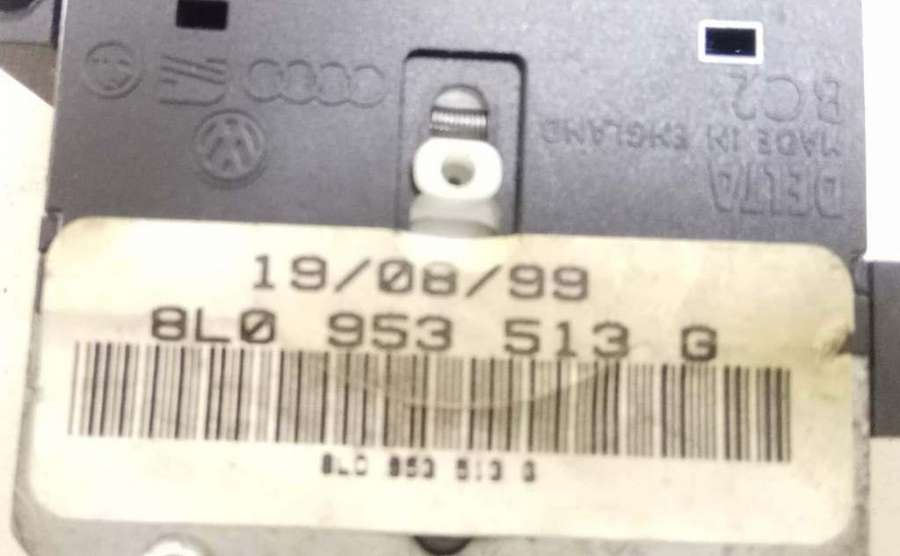 BC2
MADE IN ENGLAND
DELTA
19/08/99
8L0 953 513 G
8L0 953 513 G